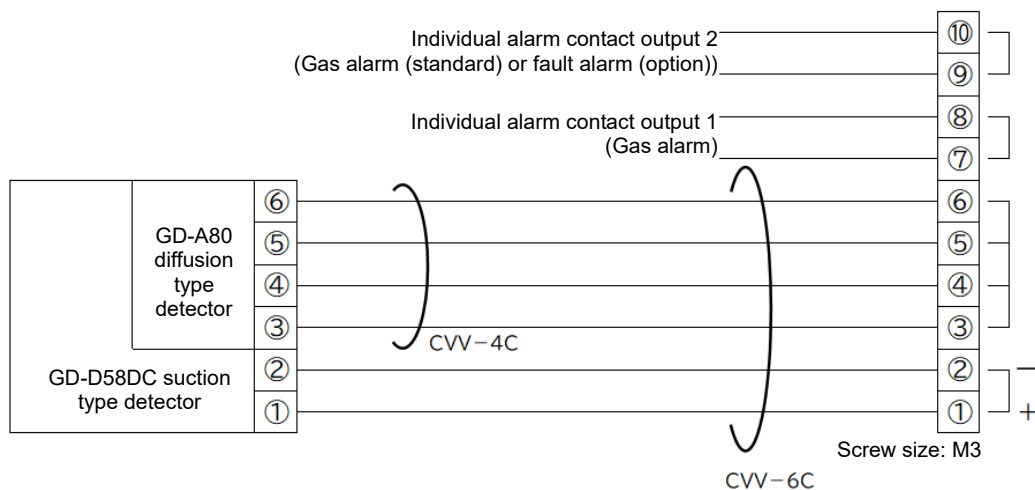 Individual alarm contact output 2
(Gas alarm (standard) or fault alarm (option))
Individual alarm contact output 1
(Gas alarm)
⑩
⑨
⑧
⑦
⑥
⑤
④
③
②
①
−
+
Screw size: M3
GD-A80
diffusion
type
detector
GD-D58DC suction
type detector
⑥
⑤
④
③
②
①
CVV-4C
CVV-6C